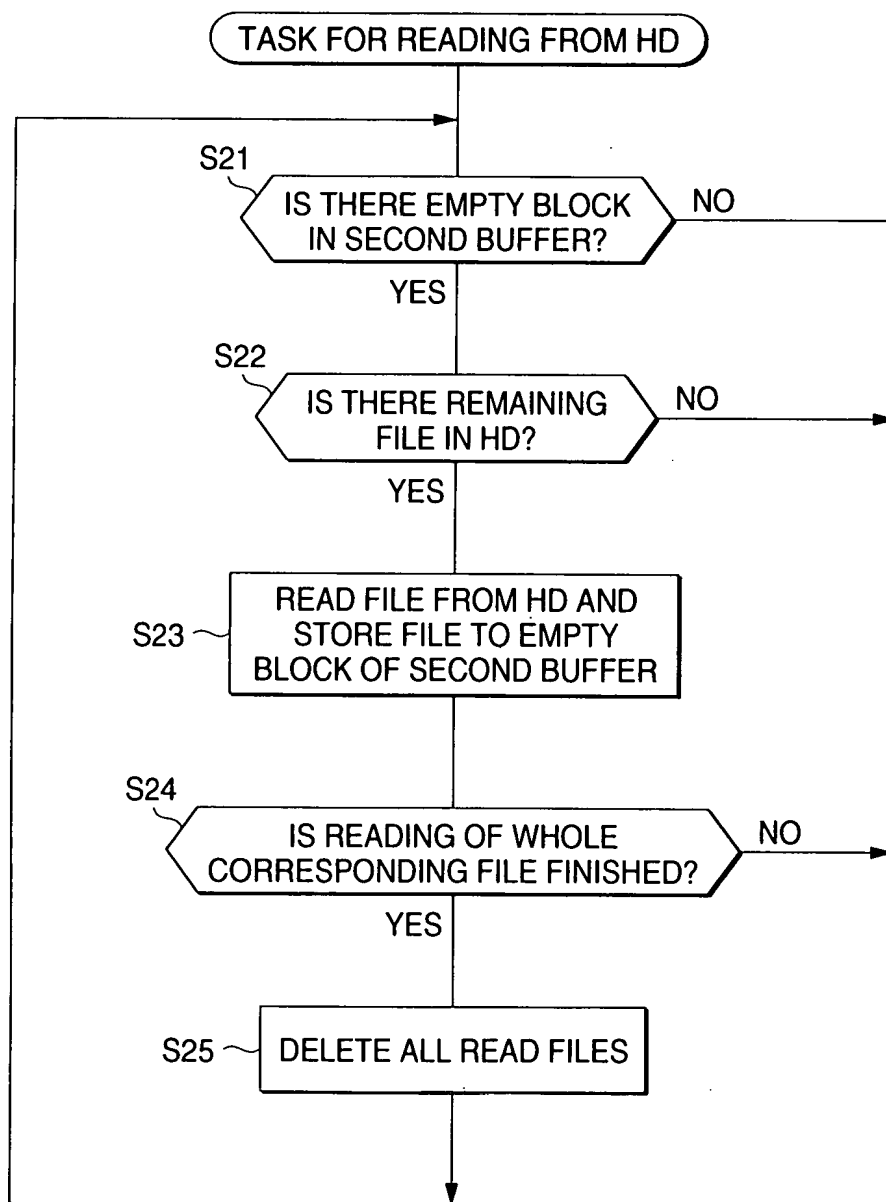 TASK FOR READING FROM HD
S21
IS THERE EMPTY BLOCK
IN SECOND BUFFER?
NO
YES
S22
IS THERE REMAINING
FILE IN HD?
NO
YES
S23
READ FILE FROM HD AND
STORE FILE TO EMPTY
BLOCK OF SECOND BUFFER
S24
IS READING OF WHOLE
CORRESPONDING FILE FINISHED?
NO
YES
S25
DELETE ALL READ FILES